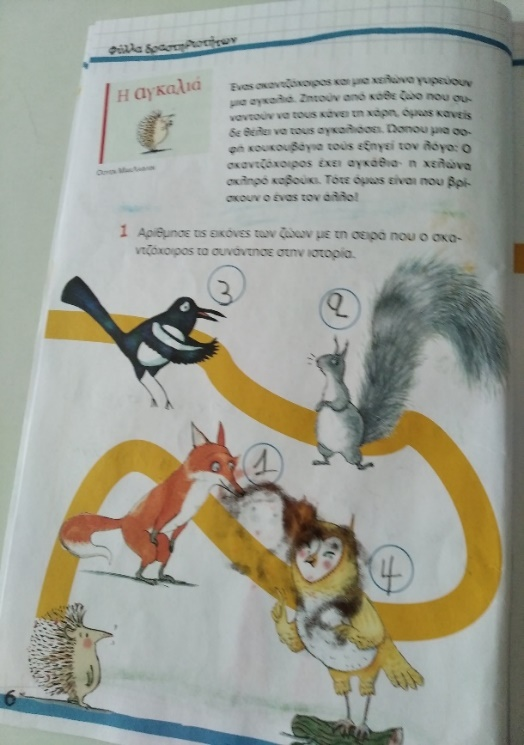 Φύλλα δραστηριοτήτων
Η αγκαλιά
Ένας σκαντζόχοιρος και μια χελώνα γυρεύουν
μια αγκαλιά. Ζητούν από κάθε ζώο που συ-
ναντούν να τους κάνει τη χάρη, όμως κανείς
δε θέλει να τους αγκαλιάσει. Ώσπου μια σο-
φή κουκουβάγια τούς εξηγεί τον λόγο: Ο
σκαντζόχοιρος έχει αγκάθια· η χελώνα
σκληρό καβούκι. Τότε όμως είναι που βρί-
σκουν ο ένας τον άλλο!
1 Αρίθμησε τις εικόνες των ζώων με τη σειρά που ο σκα-
ντζόχοιρος τα συνάντησε στην ιστορία.
3
2
1
4
6